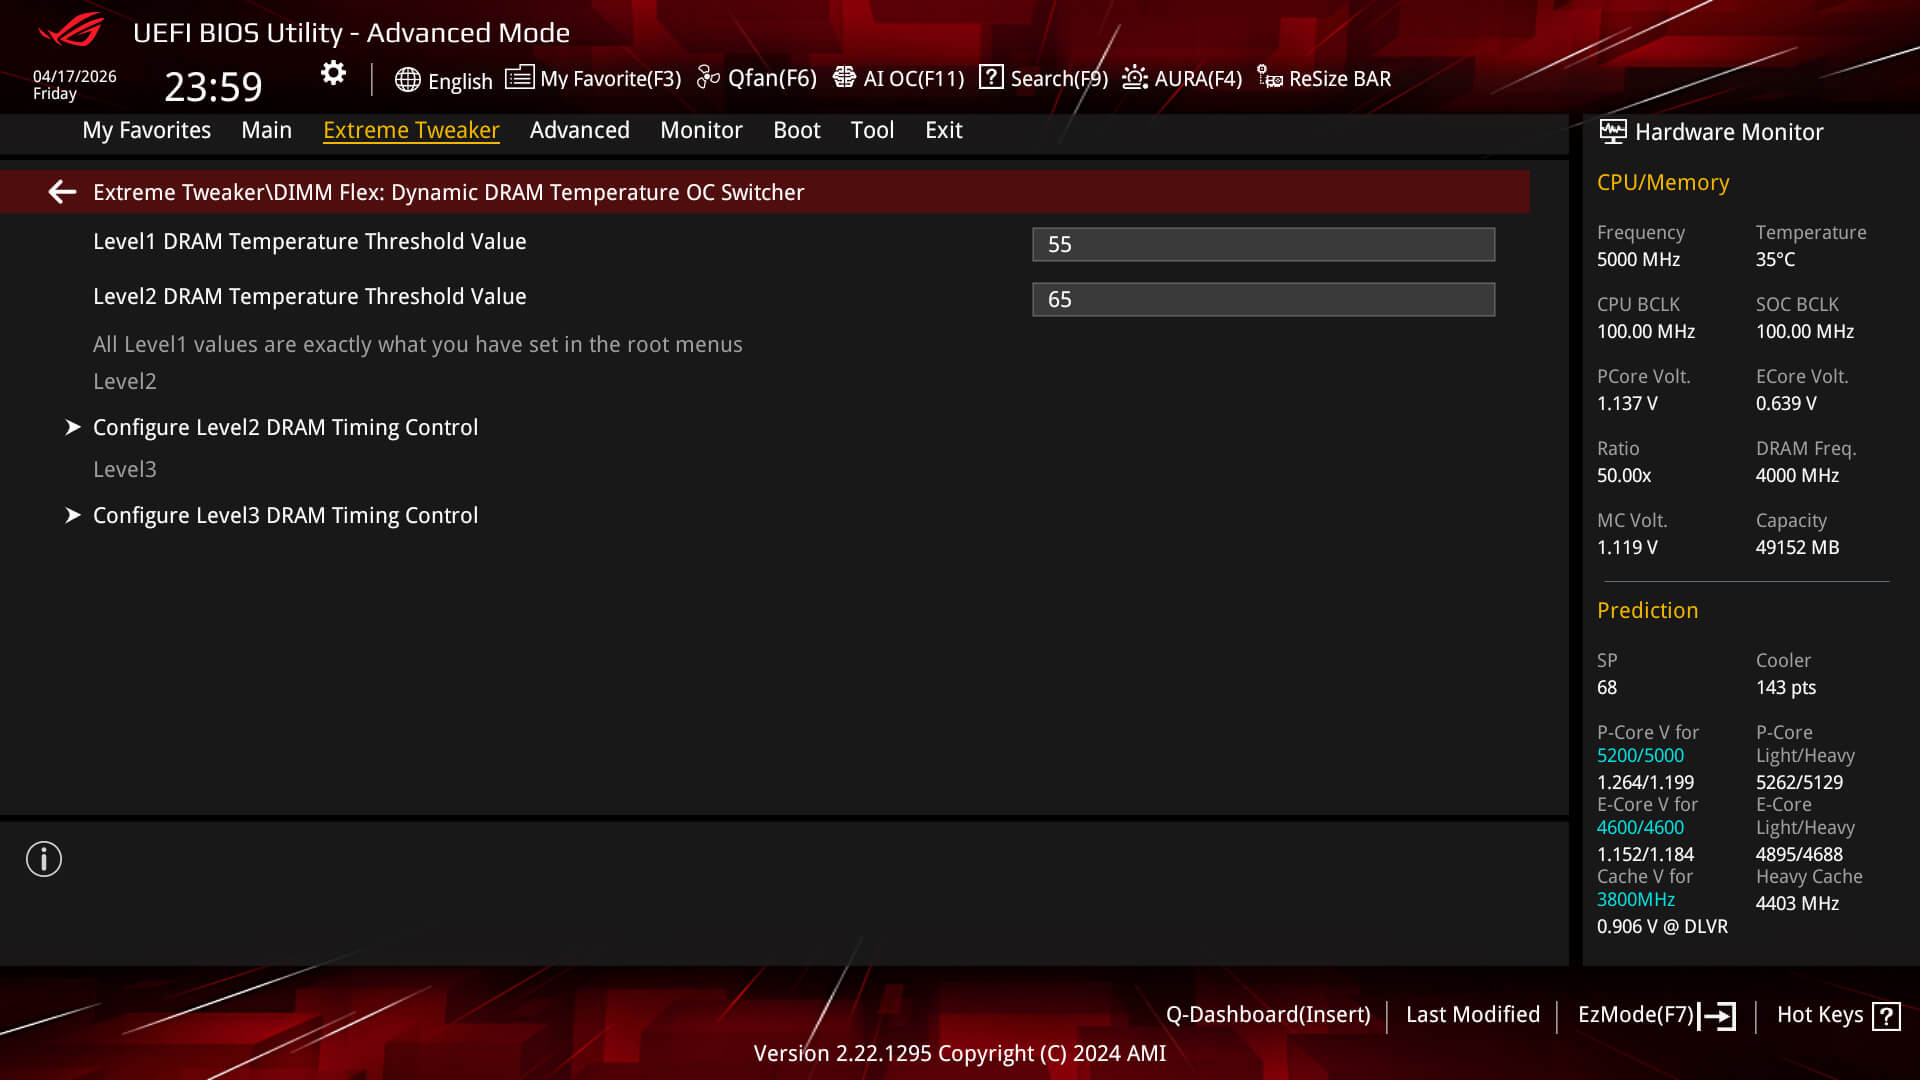 UEFI BIOS Utility - Advanced Mode
04/17/2026
Friday
23:59
English
My Favorite(F3)
Qfan(F6)
AI OC(F11)
Search(F9)
AURA(F4)
ReSize BAR
My Favorites
Main
Extreme Tweaker
Advanced
Monitor
Boot
Tool
Exit
Extreme Tweaker\DIMM Flex: Dynamic DRAM Temperature OC Switcher
Level1 DRAM Temperature Threshold Value
55
Level2 DRAM Temperature Threshold Value
65
All Level1 values are exactly what you have set in the root menus
Level2
Configure Level2 DRAM Timing Control
Level3
Configure Level3 DRAM Timing Control
Hardware Monitor
CPU/Memory
Frequency
5000 MHz
Temperature
35°C
CPU BCLK
100.00 MHz
SOC BCLK
100.00 MHz
PCore Volt.
1.137 V
ECore Volt.
0.639 V
Ratio
50.00x
DRAM Freq.
4000 MHz
MC Volt.
1.119 V
Capacity
49152 MB
Prediction
SP
68
Cooler
143 pts
P-Core V for
5200/5000
1.264/1.199
P-Core
Light/Heavy
5262/5129
E-Core V for
4600/4600
1.152/1.184
E-Core
Light/Heavy
4895/4688
Cache V for
3800MHz
0.906 V @ DLVR
Heavy Cache
4403 MHz
Q-Dashboard(Insert)
Last Modified
EzMode(F7)
Hot Keys ?
Version 2.22.1295 Copyright (C) 2024 AMI